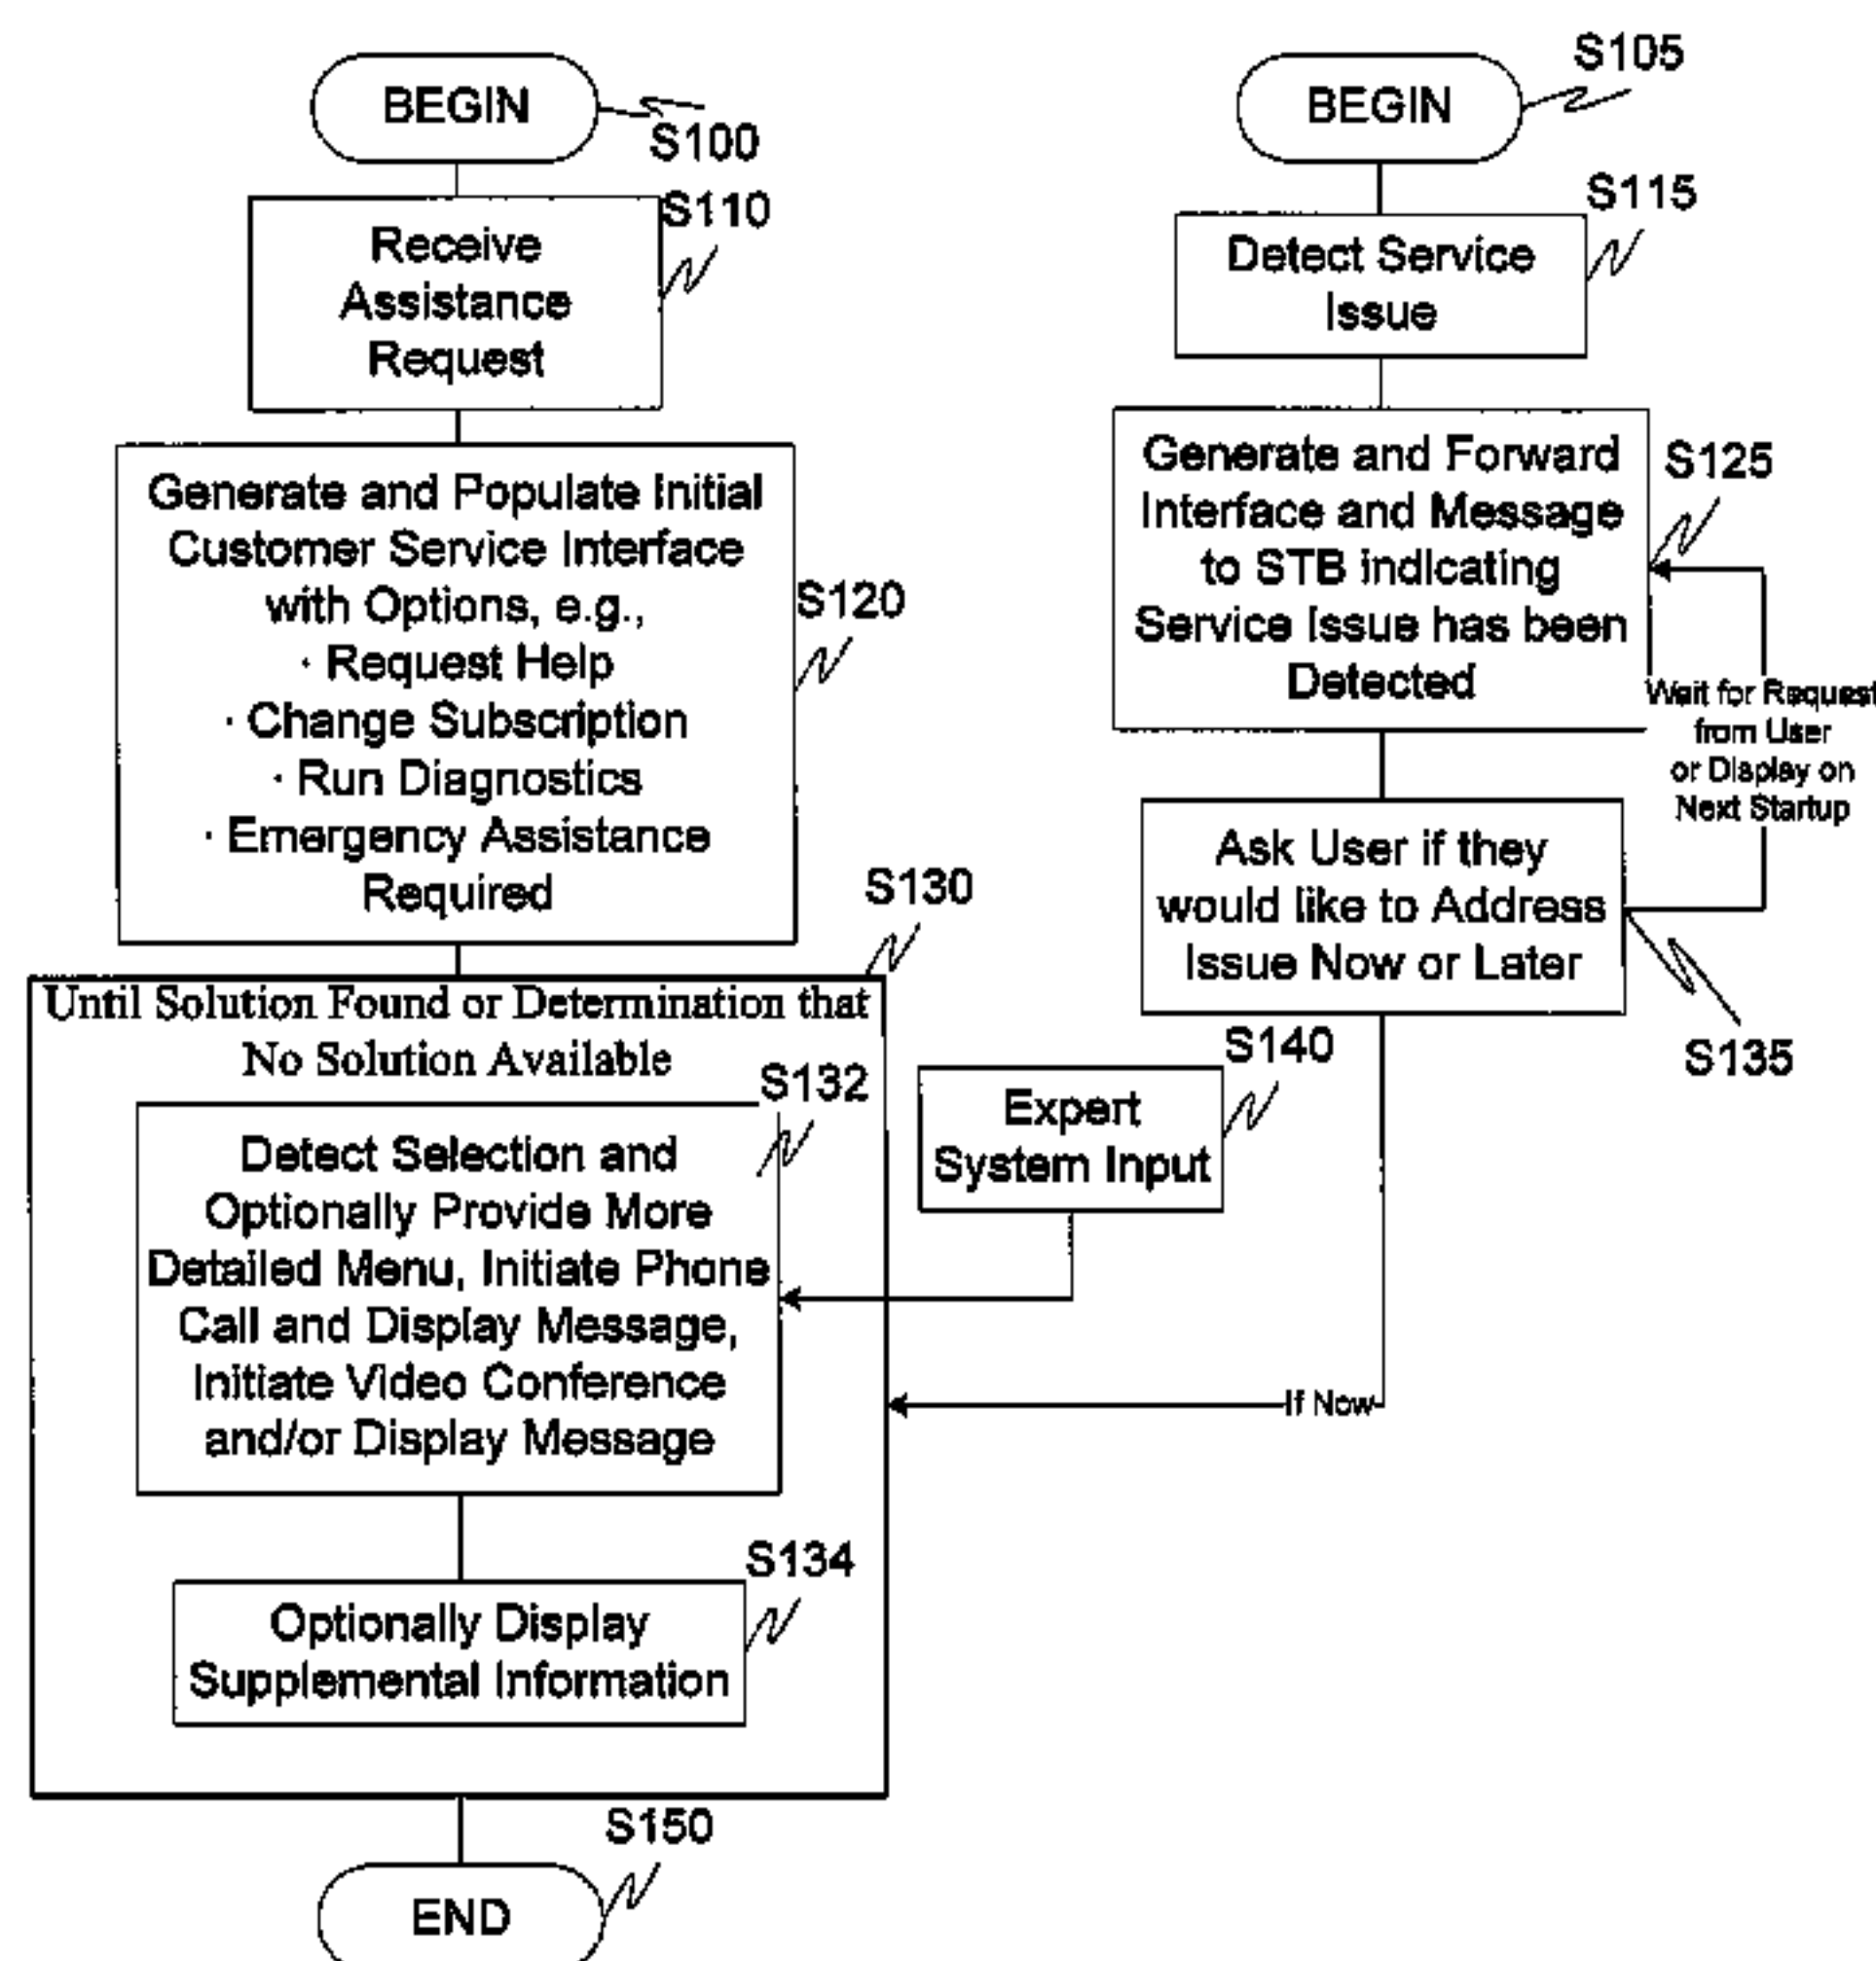 BEGIN
S100
Receive
Assistance
Request
S110
Generate and Populate Initial
Customer Service Interface
with Options, e.g.,
· Request Help
· Change Subscription
· Run Diagnostics
· Emergency Assistance
Required
S120
S130
Until Solution Found or Determination that
No Solution Available
S132
Detect Selection and
Optionally Provide More
Detailed Menu, Initiate Phone
Call and Display Message,
Initiate Video Conference
and/or Display Message
S134
Optionally Display
Supplemental Information
S150
END
BEGIN
S105
S115
Detect Service
Issue
Generate and Forward
Interface and Message
to STB indicating
Service Issue has been
Detected
S125
Wait for Request
from User
or Display on
Next Startup
Ask User if they
would like to Address
Issue Now or Later
S135
S140
Expert
System Input
If Now